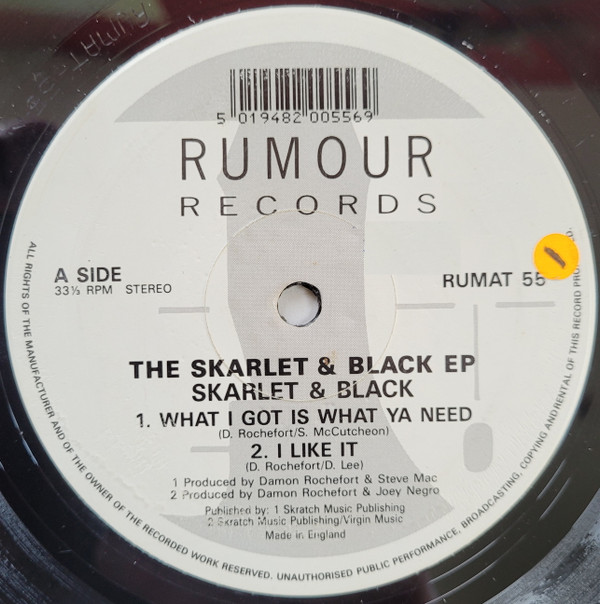 5 019482 005569
RUMOUR
RECORDS
A SIDE
33⅓ RPM STEREO
RUMAT 55
THE SKARLET & BLACK EP
SKARLET & BLACK
1. WHAT I GOT IS WHAT YA NEED
(D. Rochefort/S. McCutcheon)
2. I LIKE IT
(D. Rochefort/D. Lee)
1 Produced by Damon Rochefort & Steve Mac
2 Produced by Damon Rochefort & Joey Negro
Published by: 1 Skratch Music Publishing
2 Skratch Music Publishing/Virgin Music
Made in England
ALL RIGHTS OF THE MANUFACTURER AND OF THE OWNER OF THE RECORDED WORK RESERVED. UNAUTHORISED PUBLIC PERFORMANCE, BROADCASTING, COPYING ANDRENTAL OF THIS RECORD